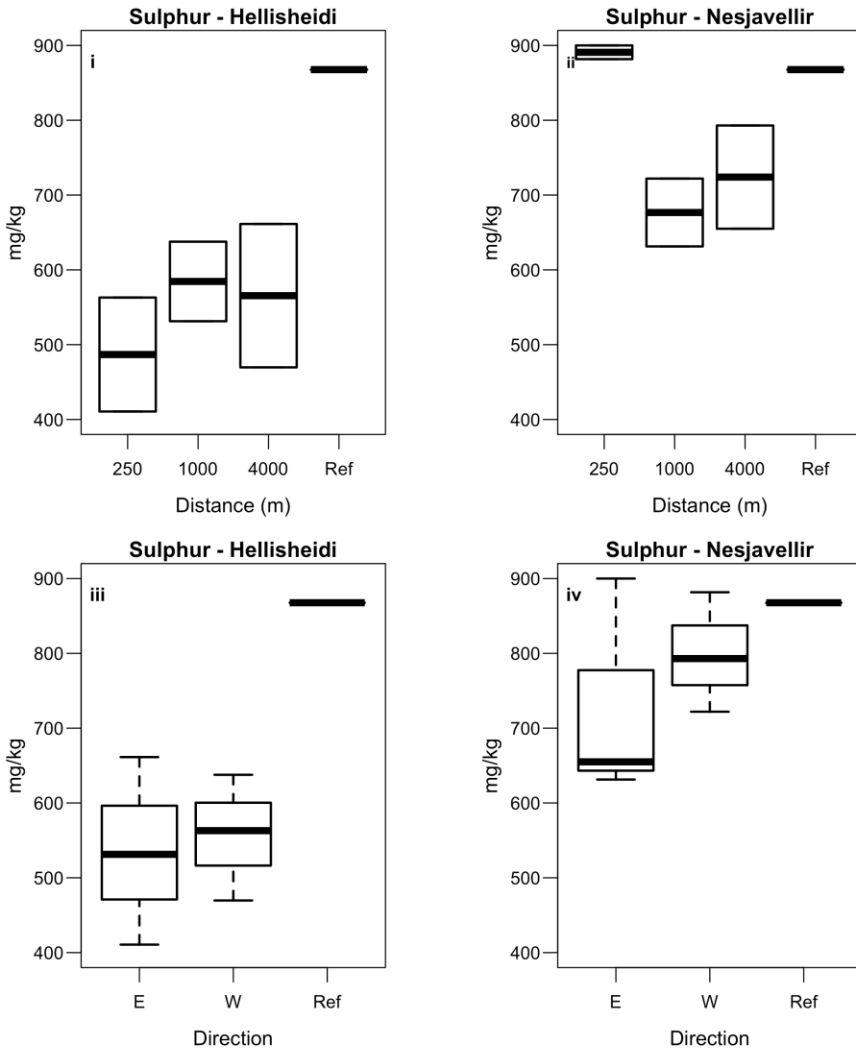 Sulphur - Hellisheidi
i
mg/kg
900
800
700
600
500
400
250 1000 4000 Ref
Distance (m)
Sulphur - Nesjavellir
ii
mg/kg
900
800
700
600
500
400
250 1000 4000 Ref
Distance (m)
Sulphur - Hellisheidi
iii
mg/kg
900
800
700
600
500
400
E W Ref
Direction
Sulphur - Nesjavellir
iv
mg/kg
900
800
700
600
500
400
E W Ref
Direction